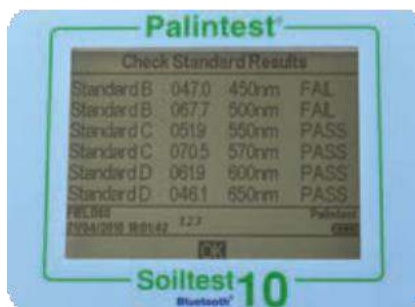 Palintest®
Check Standard Results
Standard B 047.0 450nm FAIL
Standard B 067.7 500nm FAIL
Standard C 051.9 550nm PASS
Standard C 070.5 570nm PASS
Standard D 061.9 600nm PASS
Standard D 046.1 650nm PASS
123 Palintest
OK
Soiltest 10
Bluetooth®